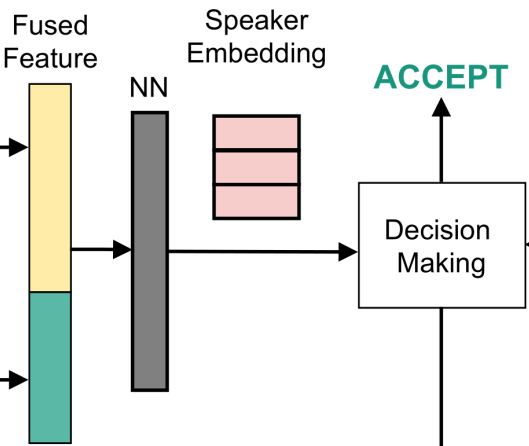 Fused
Feature
NN
Speaker
Embedding
ACCEPT
Decision
Making